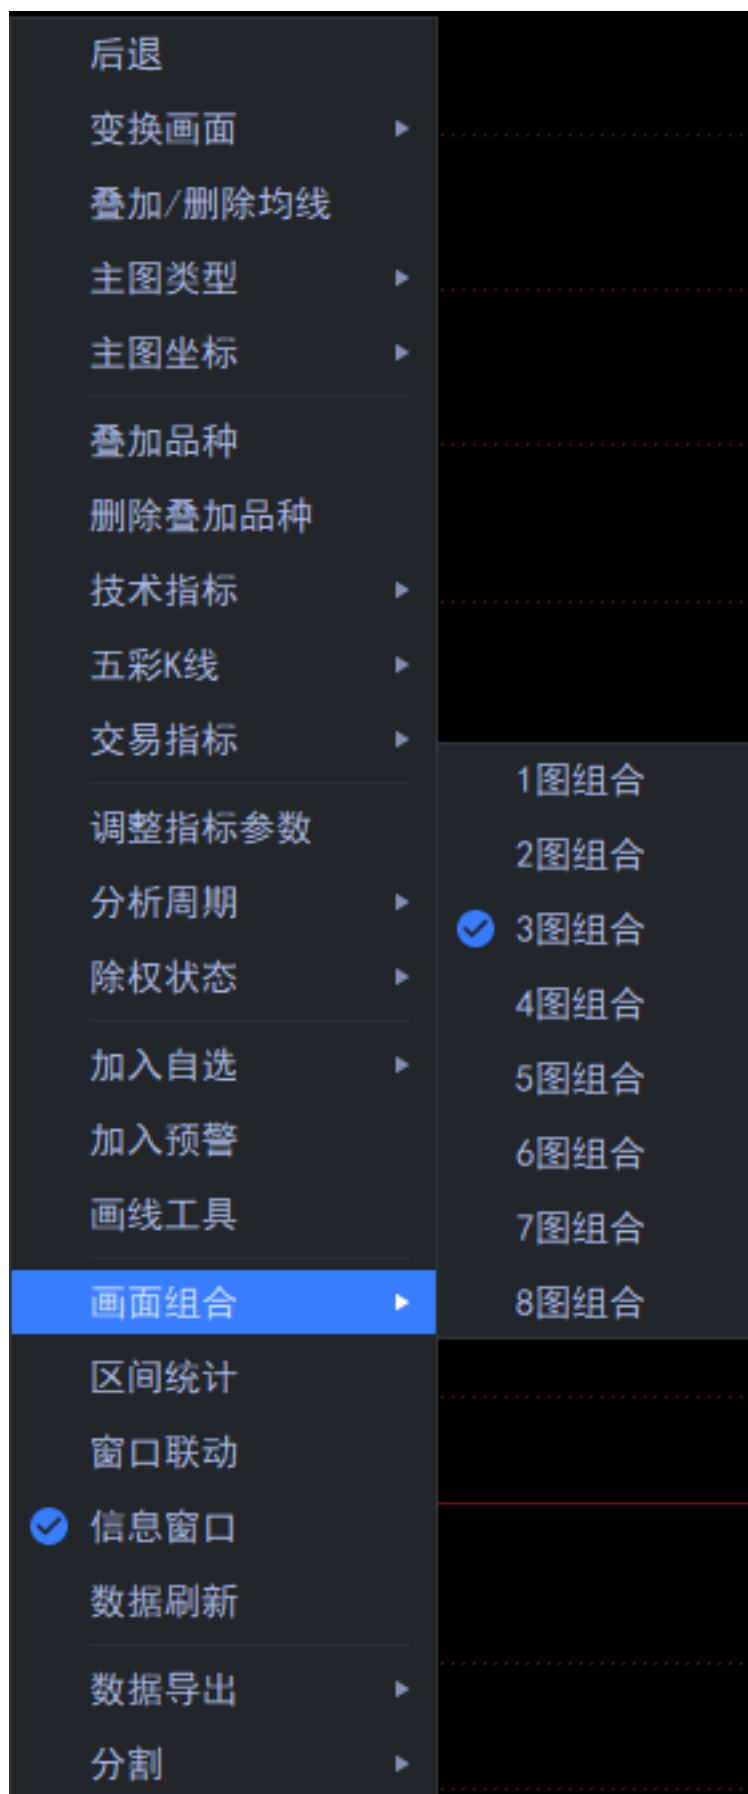 后退
变换画面
叠加/删除均线
主图类型
主图坐标
叠加品种
删除叠加品种
技术指标
五彩K线
交易指标
调整指标参数
分析周期
除权状态
加入自选
加入预警
画线工具
画面组合
区间统计
窗口联动
信息窗口
数据刷新
数据导出
分割
1图组合
2图组合
3图组合
4图组合
5图组合
6图组合
7图组合
8图组合